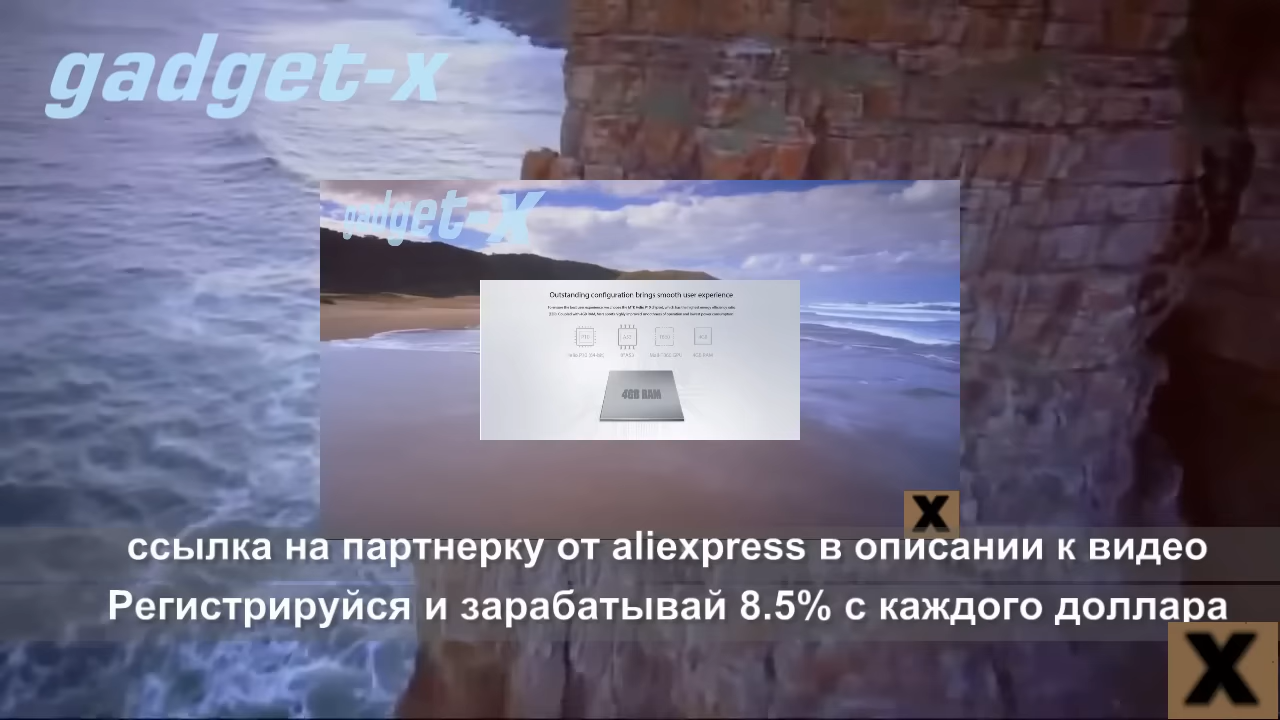 gadget-x
gadget-x
Outstanding configuration brings smooth user experience
4GB RAM
X
ссылка на партнерку от aliexpress в описании к видео
Регистрируйся и зарабатывай 8.5% с каждого доллара
X